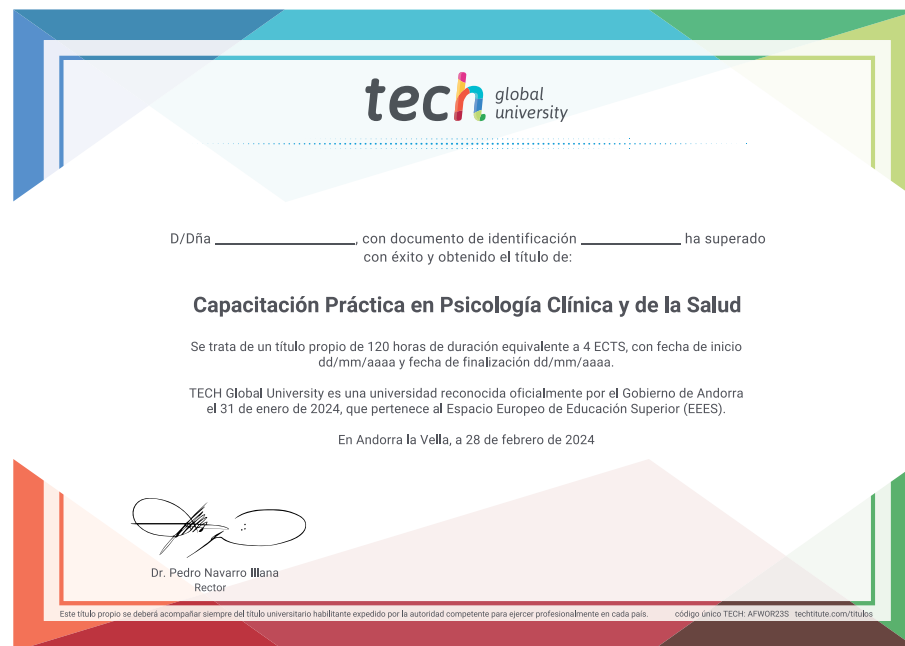 tech global university
D/Dña ____________________, con documento de identificación ______________ ha superado
con éxito y obtenido el título de:
Capacitación Práctica en Psicología Clínica y de la Salud
Se trata de un título propio de 120 horas de duración equivalente a 4 ECTS, con fecha de inicio
dd/mm/aaaa y fecha de finalización dd/mm/aaaa.
TECH Global University es una universidad reconocida oficialmente por el Gobierno de Andorra
el 31 de enero de 2024, que pertenece al Espacio Europeo de Educación Superior (EEES).
En Andorra la Vella, a 28 de febrero de 2024
Dr. Pedro Navarro Illana
Rector
Este título propio se deberá acompañar siempre del título universitario habilitante expedido por la autoridad competente para ejercer profesionalmente en cada país. código único TECH: AFWOR23S techtitute.com/titulos